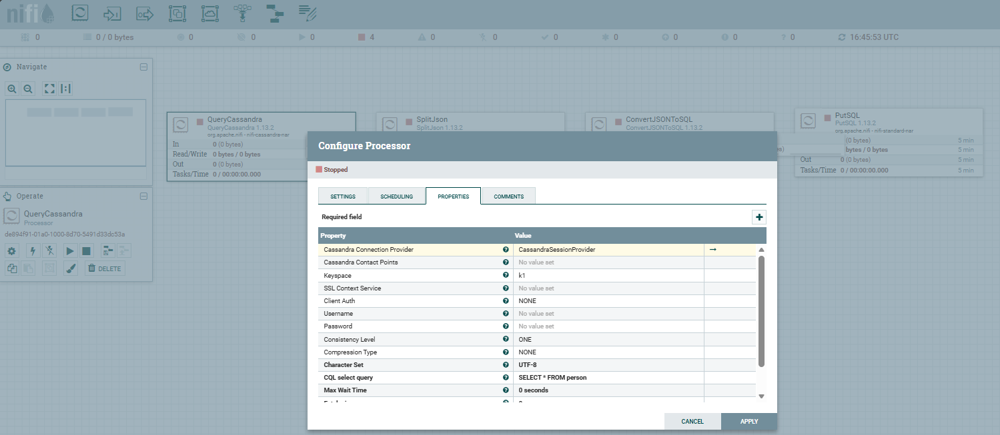 nifi
0 0 / 0 bytes 0 0 0 4 0 0 0 0 0 0 0 16:45:53 UTC
Navigate
Operate
QueryCassandra
Processor
de894f91-01a0-1000-8d70-5491d33dc53a
DELETE
QueryCassandra
QueryCassandra 1.13.2
org.apache.nifi - nifi-cassandra-nar
In 0 (0 bytes)
Read/Write 0 bytes / 0 bytes
Out 0 (0 bytes)
Tasks/Time 0 / 00:00:00.000
SplitJson
SplitJson 1.13.2
ConvertJSONToSQL
ConvertJSONToSQL 1.13.2
PutSQL
PutSQL 1.13.2
org.apache.nifi - nifi-standard-nar
(0 bytes) 5 min
bytes / 0 bytes 5 min
Out 0 (0 bytes) 5 min
Tasks/Time 0 / 00:00:00.000 5 min
Configure Processor
Stopped
SETTINGS SCHEDULING PROPERTIES COMMENTS
Required field
Property Value
Cassandra Connection Provider CassandraSessionProvider
Cassandra Contact Points No value set
Keyspace k1
SSL Context Service No value set
Client Auth NONE
Username No value set
Password No value set
Consistency Level ONE
Compression Type NONE
Character Set UTF-8
CQL select query SELECT * FROM person
Max Wait Time 0 seconds
CANCEL APPLY